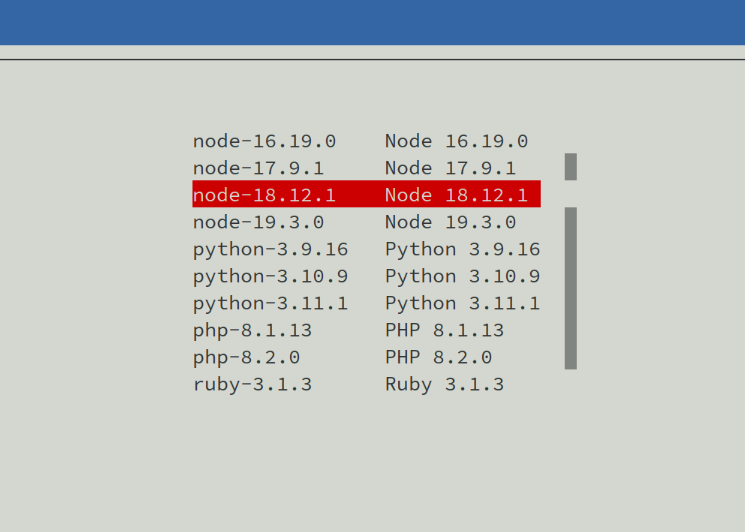 node-16.19.0 Node 16.19.0
node-17.9.1 Node 17.9.1
node-18.12.1 Node 18.12.1
node-19.3.0 Node 19.3.0
python-3.9.16 Python 3.9.16
python-3.10.9 Python 3.10.9
python-3.11.1 Python 3.11.1
php-8.1.13 PHP 8.1.13
php-8.2.0 PHP 8.2.0
ruby-3.1.3 Ruby 3.1.3